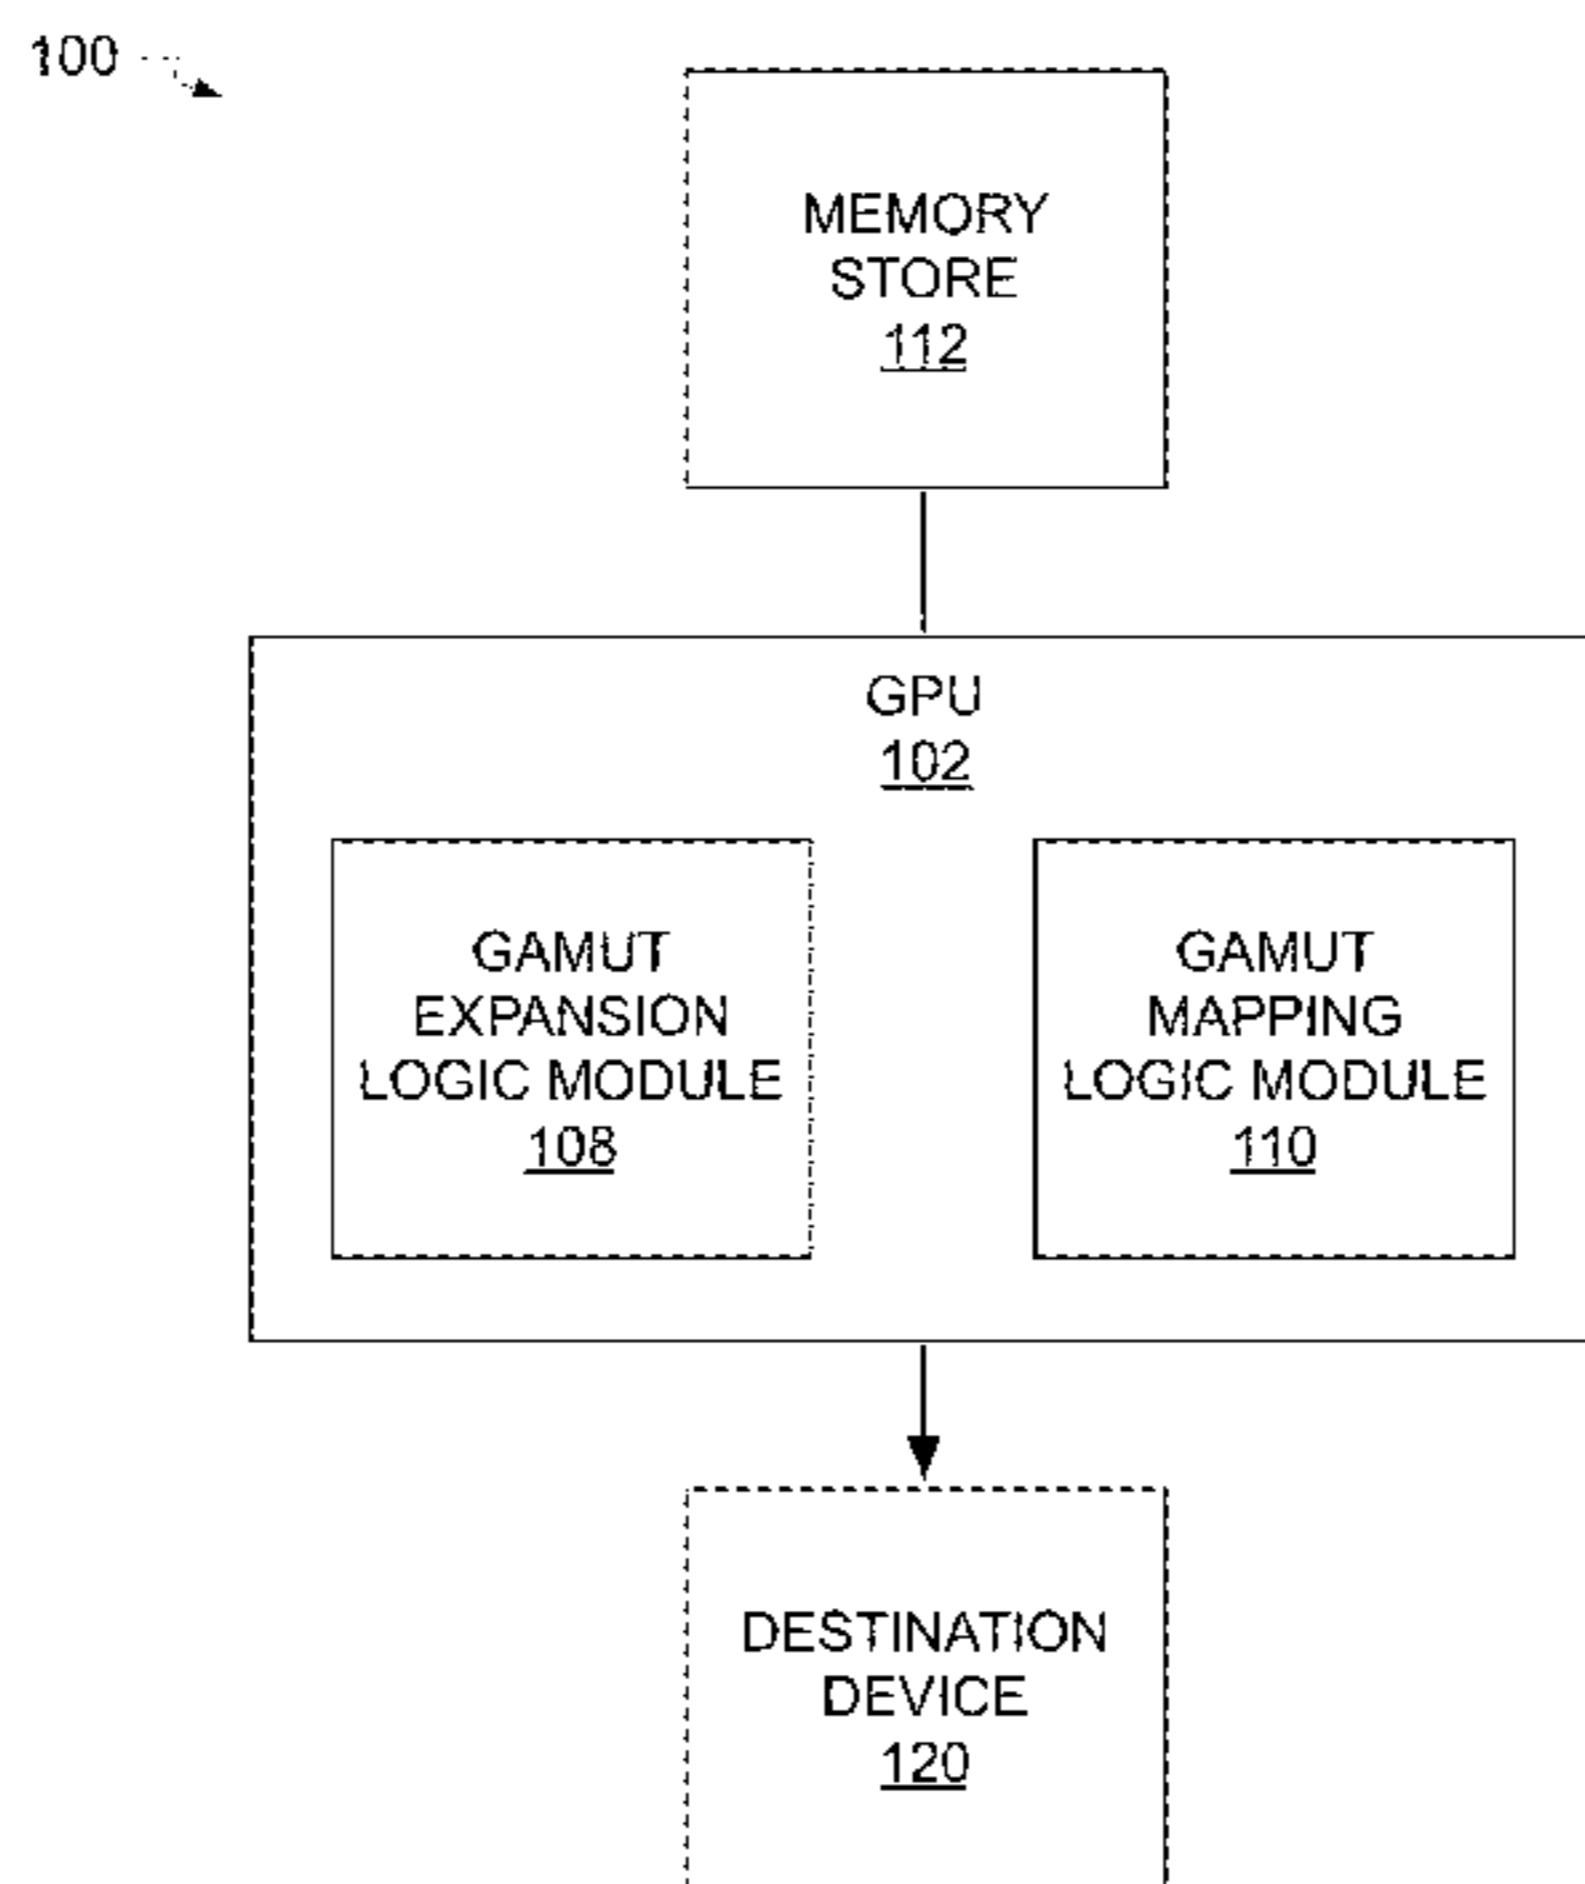 100
MEMORY
STORE
112
GPU
102
GAMUT
EXPANSION
LOGIC MODULE
108
GAMUT
MAPPING
LOGIC MODULE
110
DESTINATION
DEVICE
120